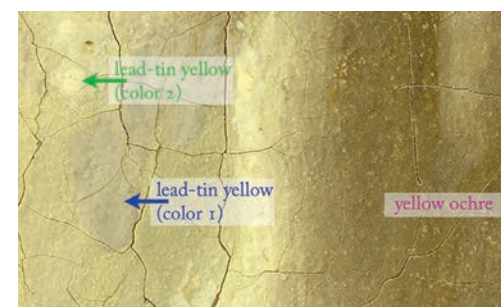 lead-tin yellow
(color 2)
lead-tin yellow
(color 1)
yellow ochre